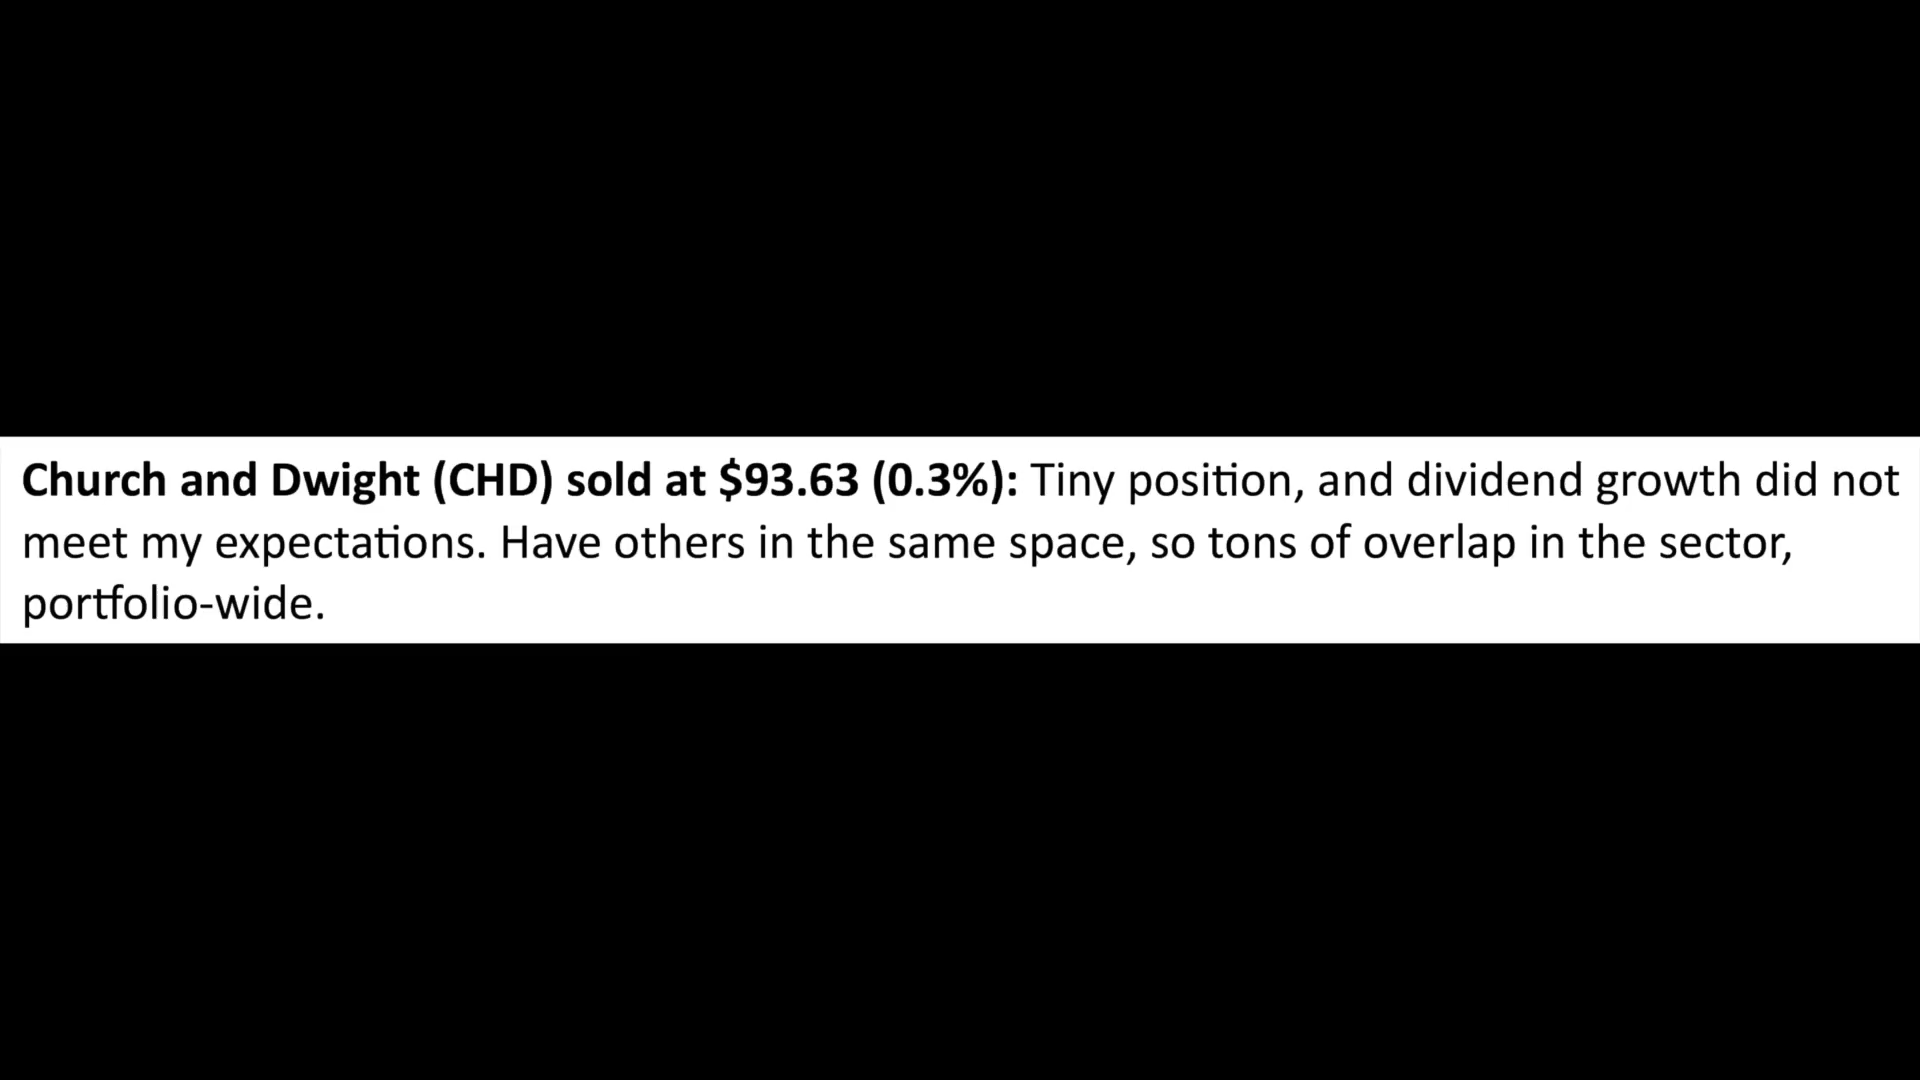 Church and Dwight (CHD) sold at $93.63 (0.3%): Tiny position, and dividend growth did not
meet my expectations. Have others in the same space, so tons of overlap in the sector,
portfolio-wide.